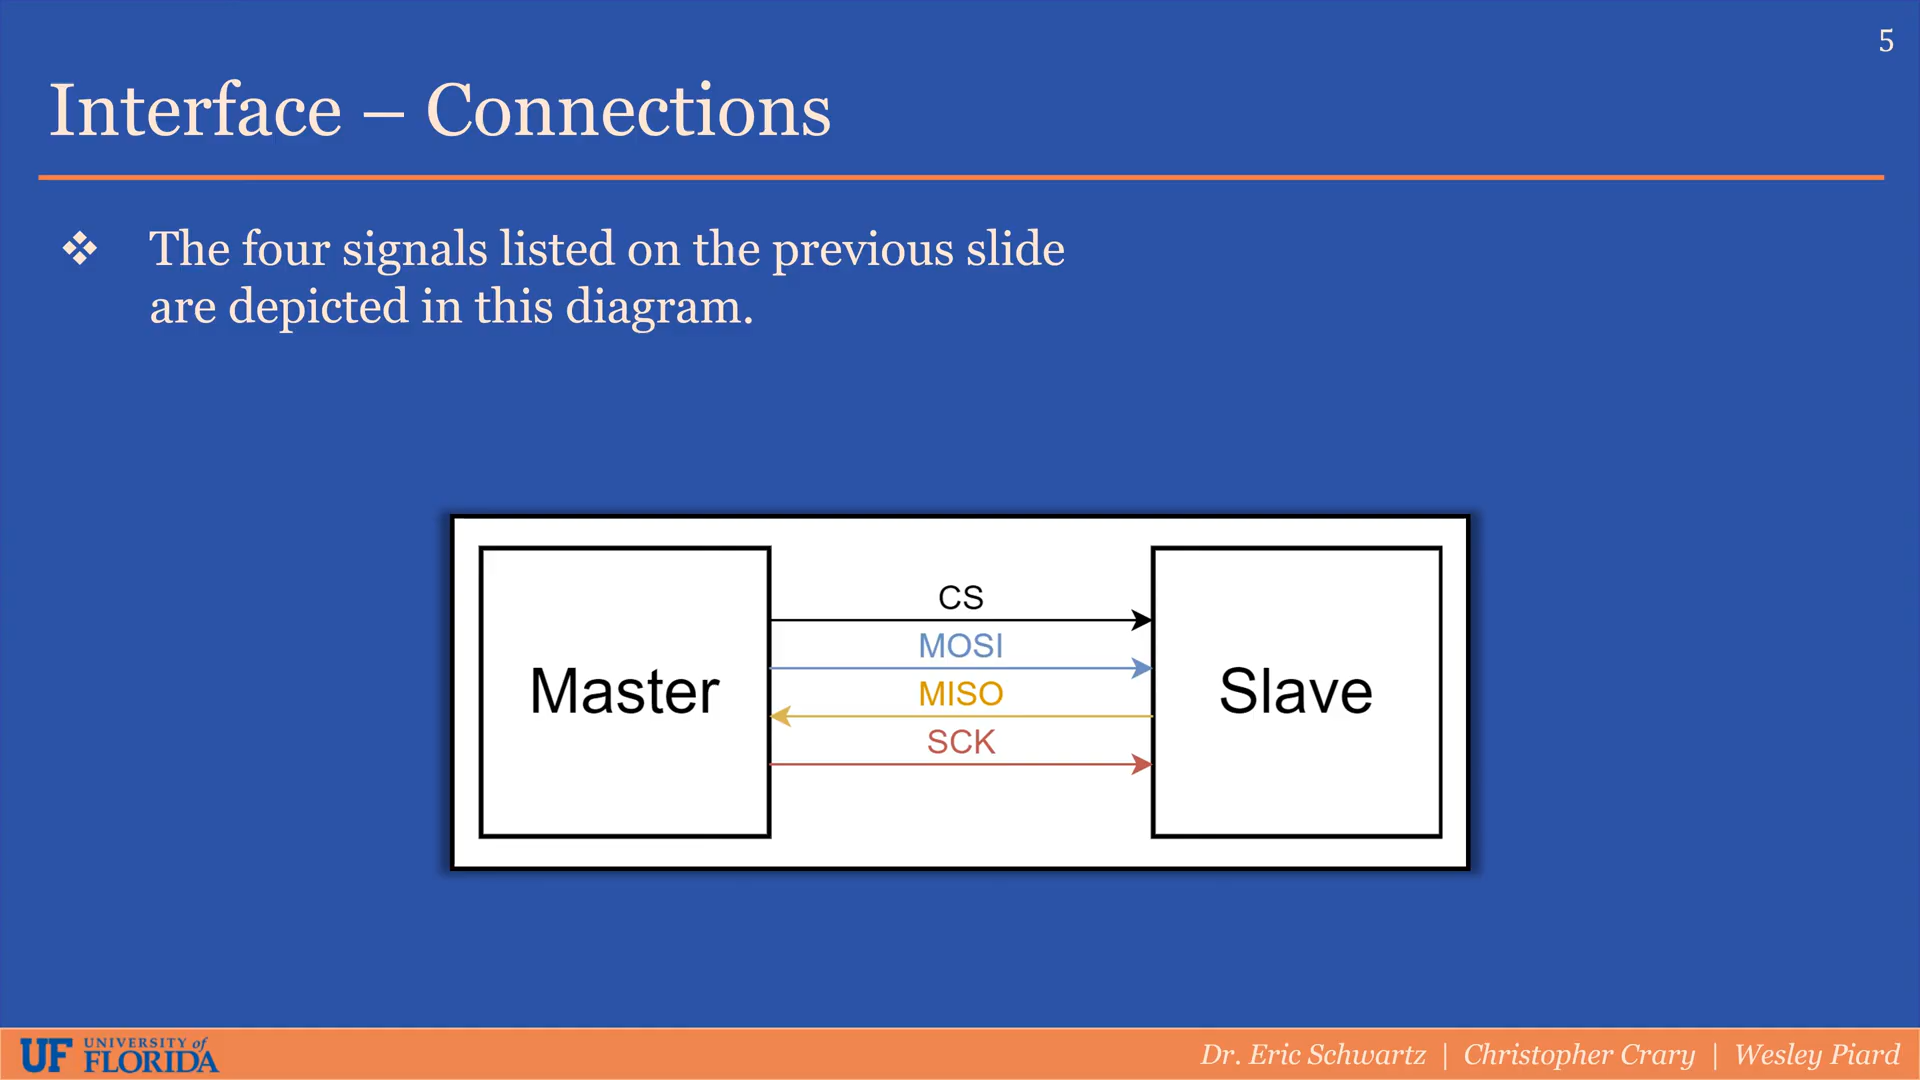 5
Interface – Connections
❖ The four signals listed on the previous slide
are depicted in this diagram.
CS
MOSI
Master
MISO
Slave
SCK
UF UNIVERSITY of
FLORIDA
Dr. Eric Schwartz | Christopher Crary | Wesley Piard